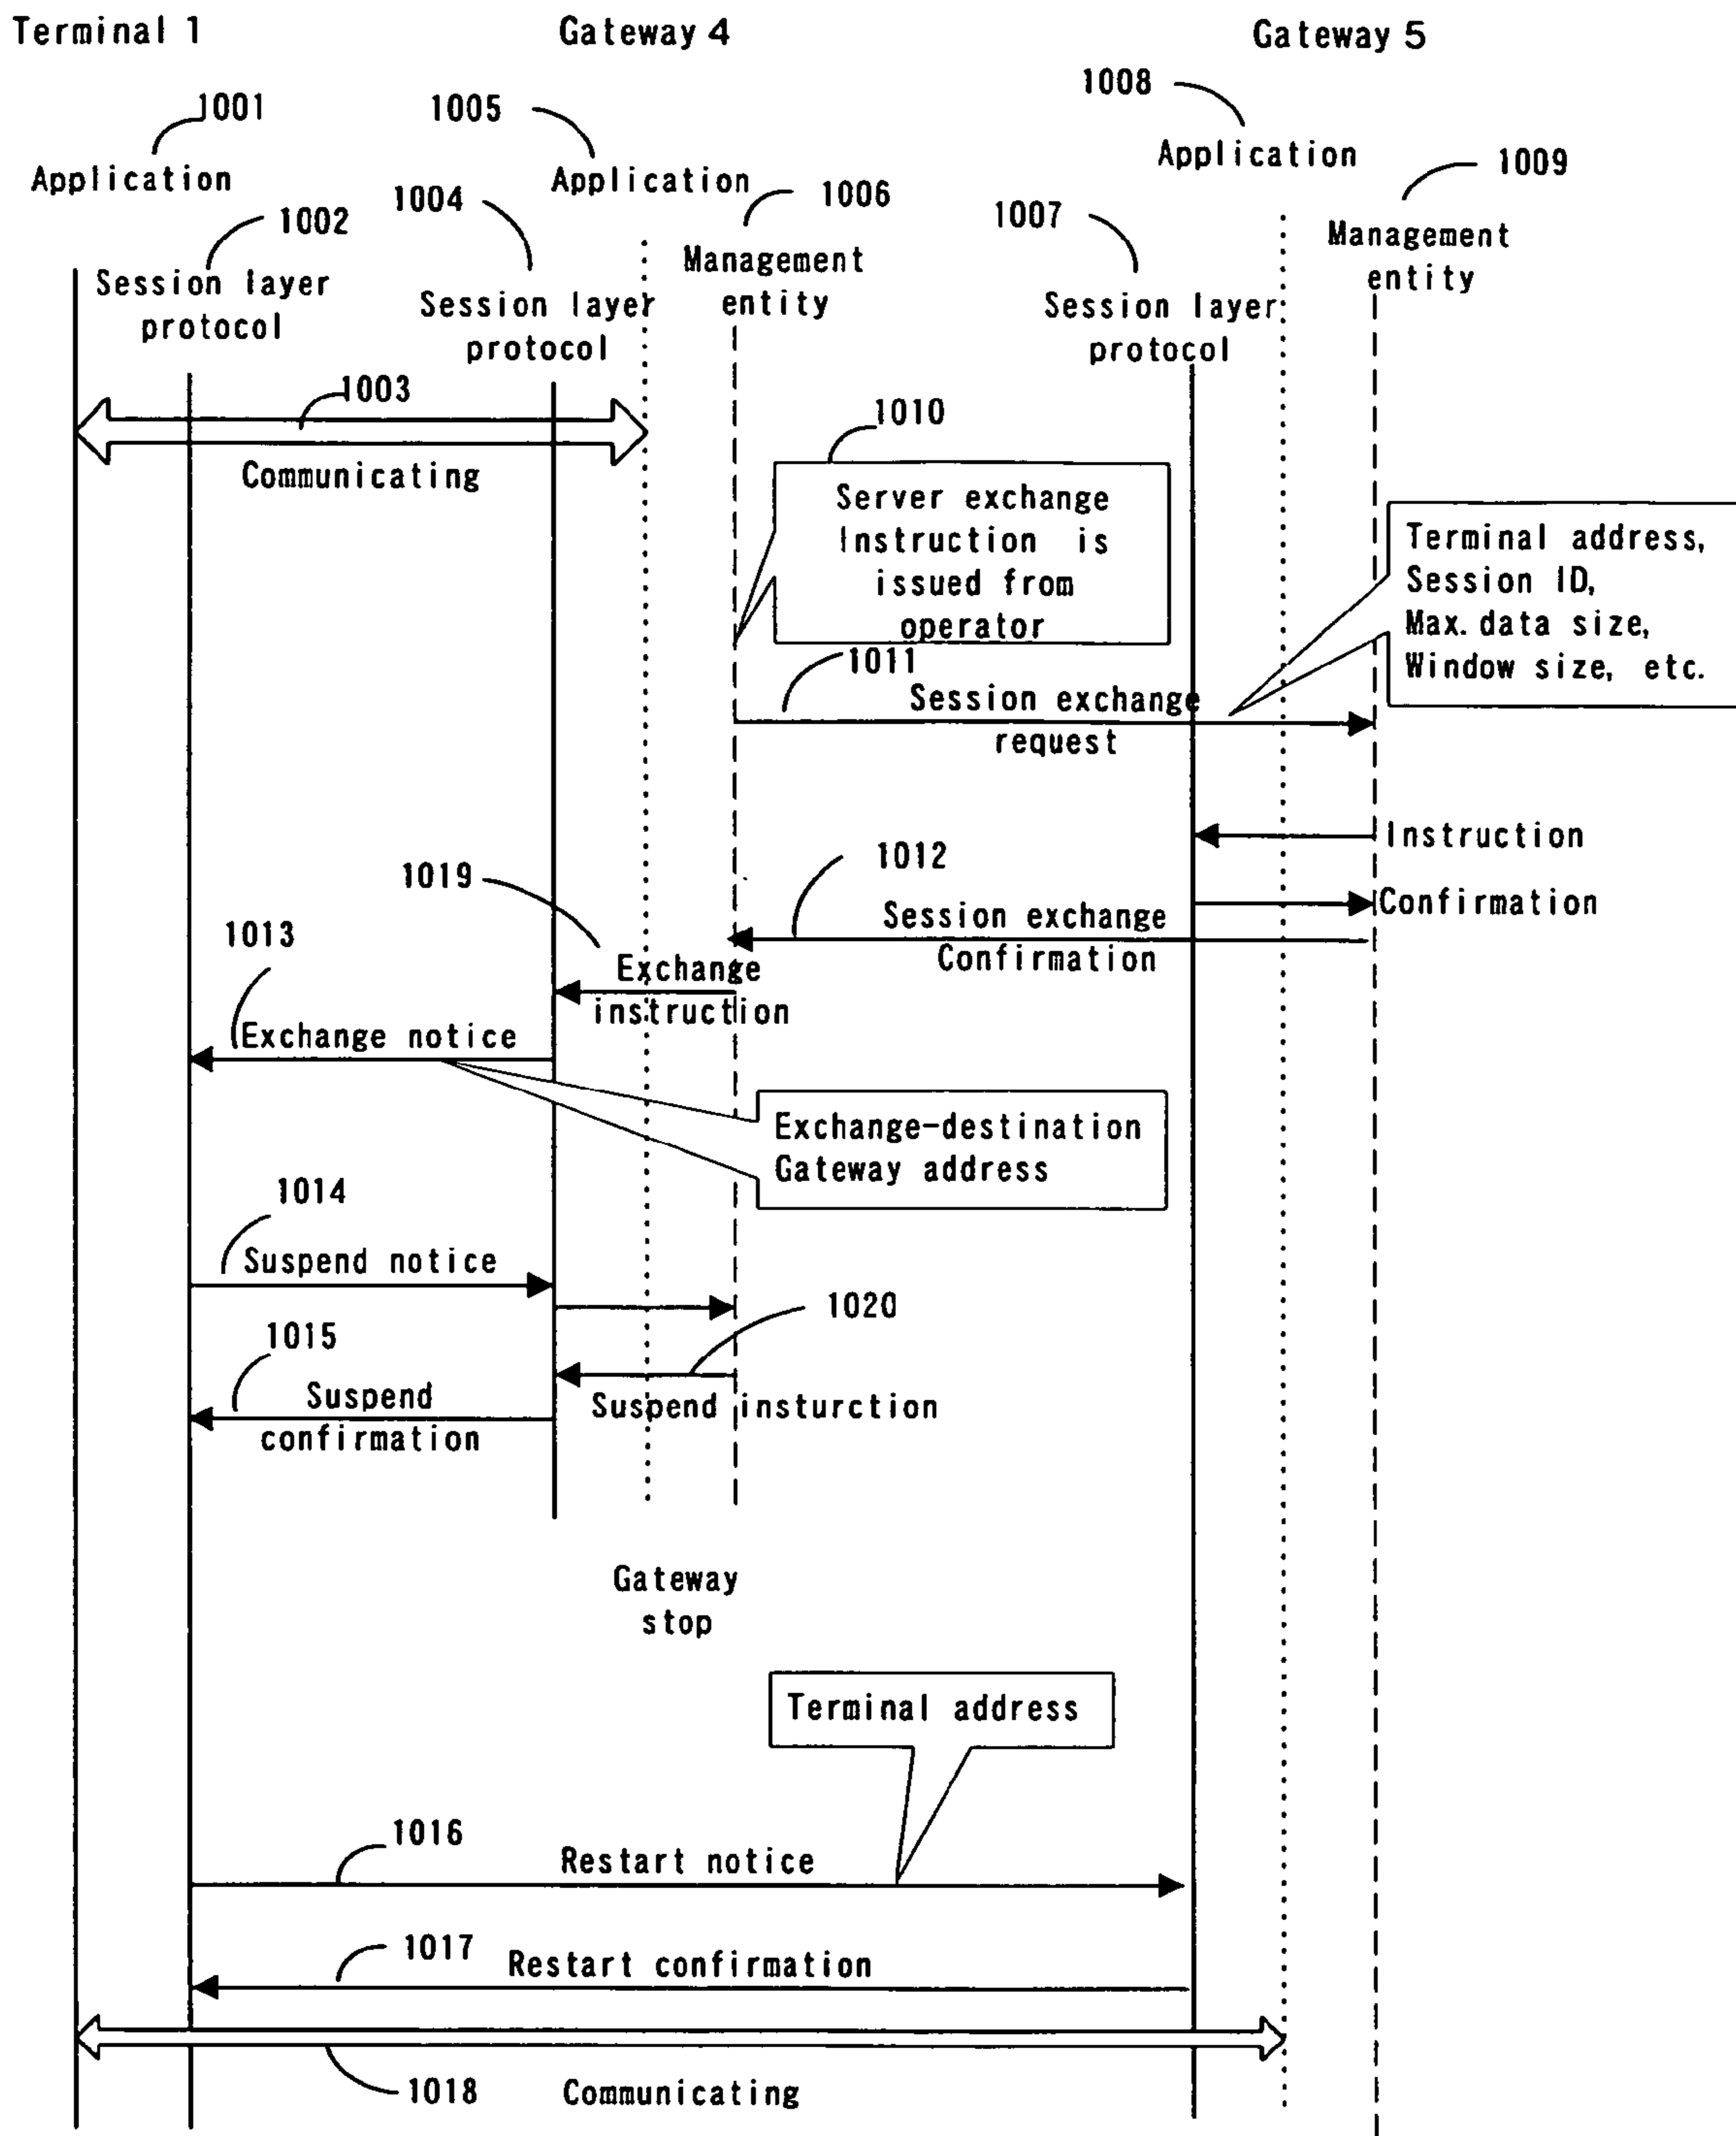 Terminal 1
Gateway 4
Gateway 5
1001
1005
1008
Application
Application
Application
1009
1002
1004
1006
1007
Session layer
protocol
Session layer
protocol
Management
entity
Session layer
protocol
Management
entity
1003
Communicating
1010
Server exchange
Instruction is
issued from
operator
Terminal address,
Session ID,
Max. data size,
Window size, etc.
1011
Session exchange
request
Instruction
1012
1019
Confirmation
Session exchange
Confirmation
1013
Exchange
instruction
Exchange notice
Exchange-destination
Gateway address
1014
Suspend notice
1020
1015
Suspend
confirmation
Suspend insturction
Gateway
stop
Terminal address
1016
Restart notice
1017
Restart confirmation
1018
Communicating